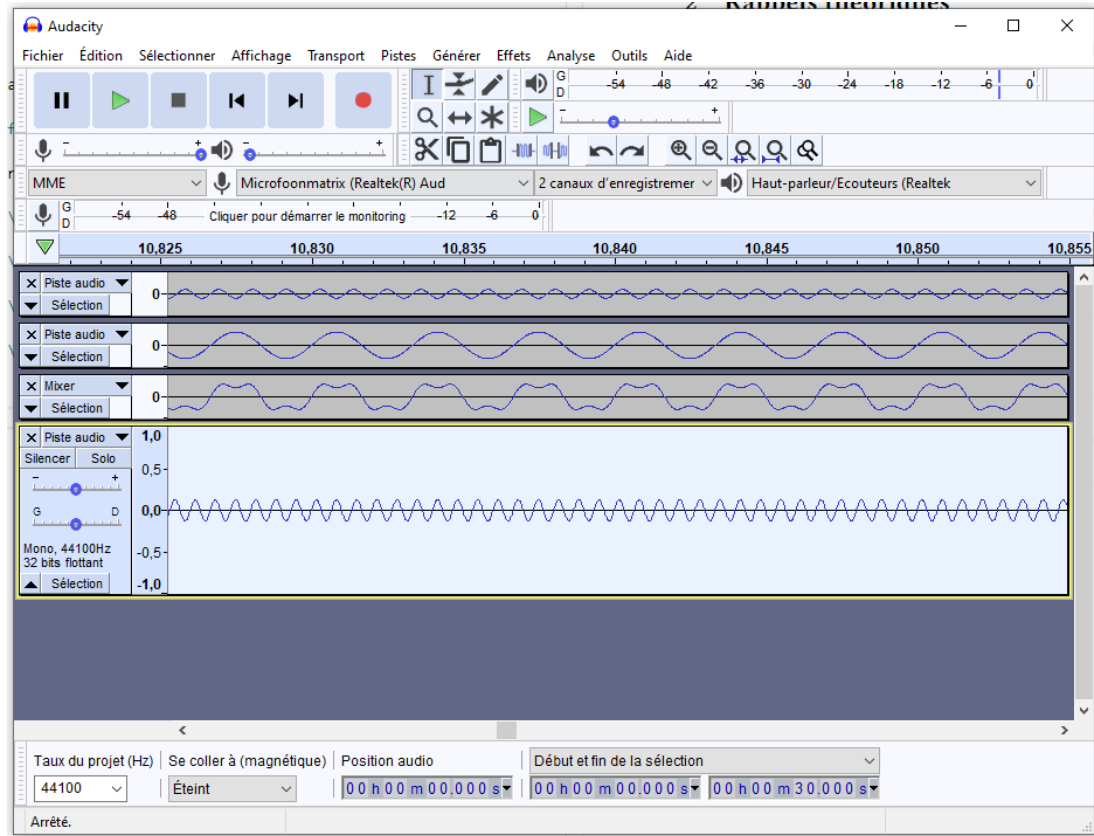 2 Rappels théoriques
Audacity
Fichier Édition Sélectionner Affichage Transport Pistes Générer Effets Analyse Outils Aide
G
D
-54 -48 -42 -36 -30 -24 -18 -12 -6 0
- +
- + - +
MME Microfoonmatrix (Realtek(R) Aud 2 canaux d'enregistremer Haut-parleur/Ecouteurs (Realtek
G
D
-54 -48 Cliquer pour démarrer le monitoring -12 -6 0
10,825 10,830 10,835 10,840 10,845 10,850 10,855
× Piste audio
Sélection
0
× Piste audio
Sélection
0
× Mixer
Sélection
0
× Piste audio 1,0
Silencer Solo
- + 0,5
G D 0,0
Mono, 44100Hz
32 bits flottant -0,5
Sélection -1,0
Taux du projet (Hz) Se coller à (magnétique) Position audio Début et fin de la sélection
44100 Éteint 00 h 00 m 00.000 s 00 h 00 m 00.000 s 00 h 00 m 30.000 s
Arrêté.